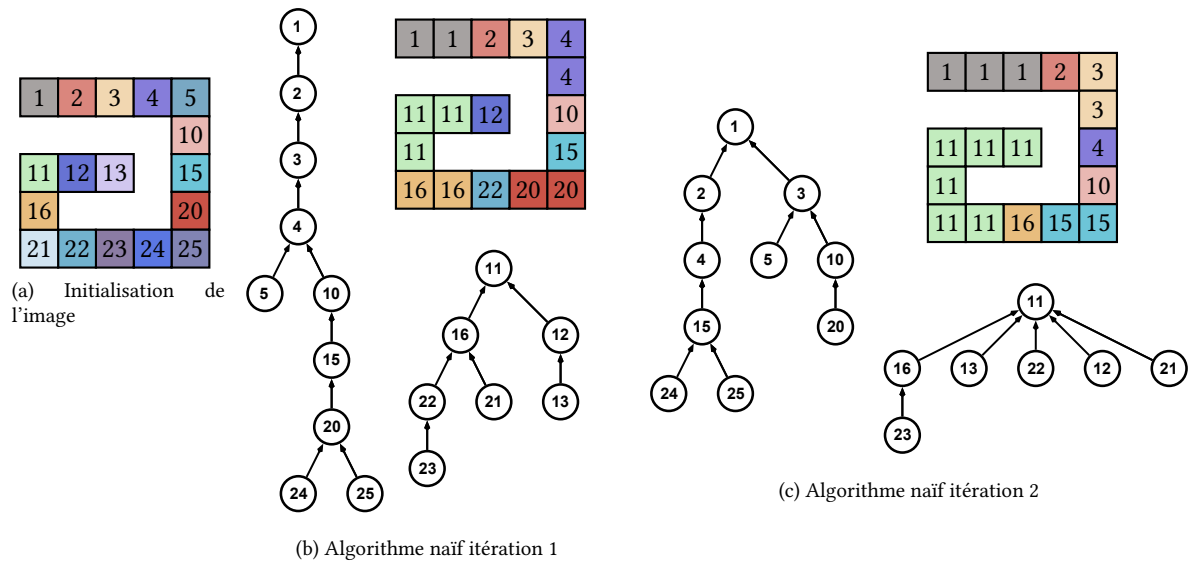 1 2 3 4 5
10
11 12 13 15
16 20
21 22 23 24 25
(a) Initialisation de
l'image
1
2
3
4
5 10
15
20
24 25
1 1 2 3 4
4
11 11 12 10
11 15
16 16 22 20 20
11
16 12
22 21 13
23
(b) Algorithme naïf itération 1
1
2 3
4 5 10
15 20
24 25
1 1 1 2 3
3
11 11 11 4
11 10
11 11 16 15 15
11
16 13 22 12 21
23
(c) Algorithme naïf itération 2